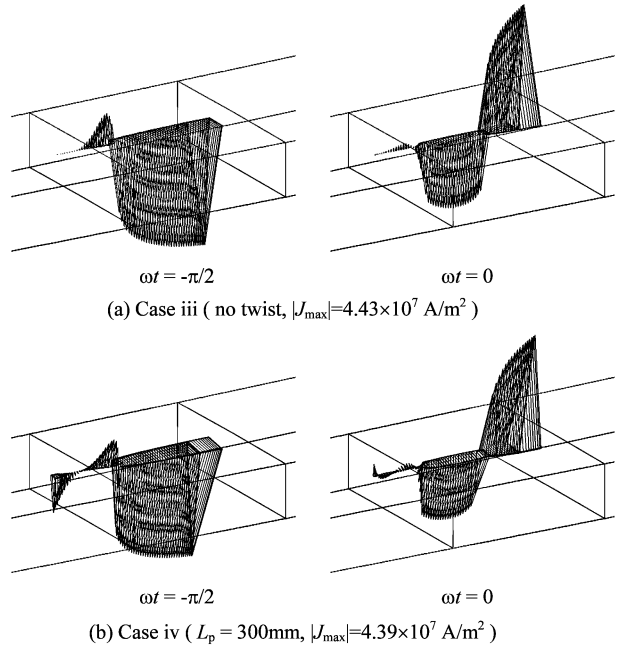 ωt = -π/2 ωt = 0
(a) Case iii ( no twist, |Jmax|=4.43×10⁷ A/m² )
ωt = -π/2 ωt = 0
(b) Case iv ( Lp = 300mm, |Jmax|=4.39×10⁷ A/m² )